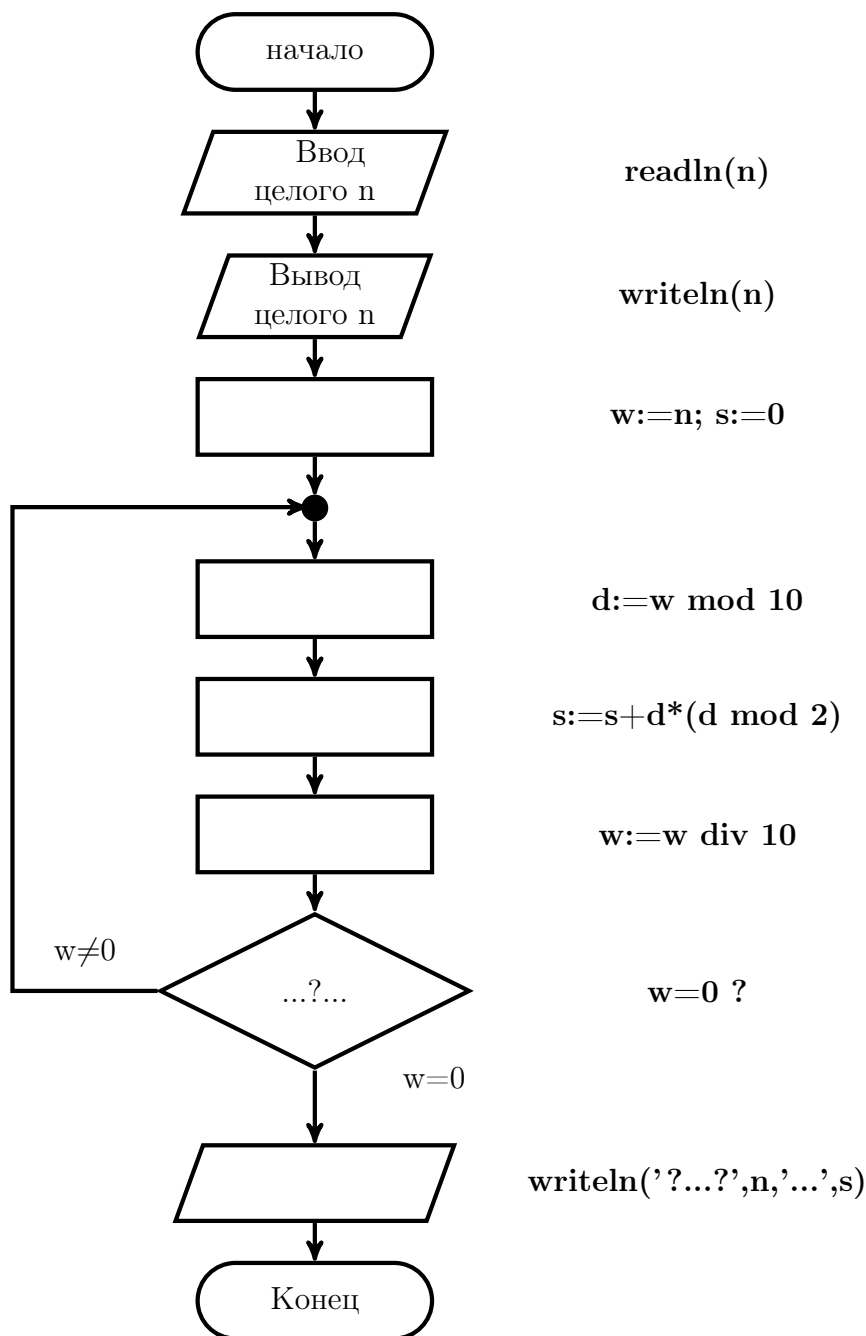 начало
Ввод
целого n
readln(n)
Вывод
целого n
writeln(n)
w:=n; s:=0
d:=w mod 10
s:=s+d*(d mod 2)
w:=w div 10
w≠0
...?...
w=0 ?
w=0
writeln('?...?',n,'...',s)
Конец